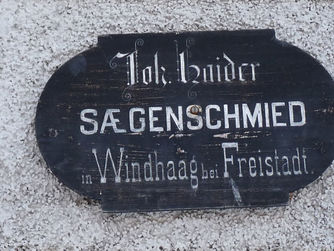 Joh. Haider
SÆGENSCHMIED
in Windhaag bei Freistadt